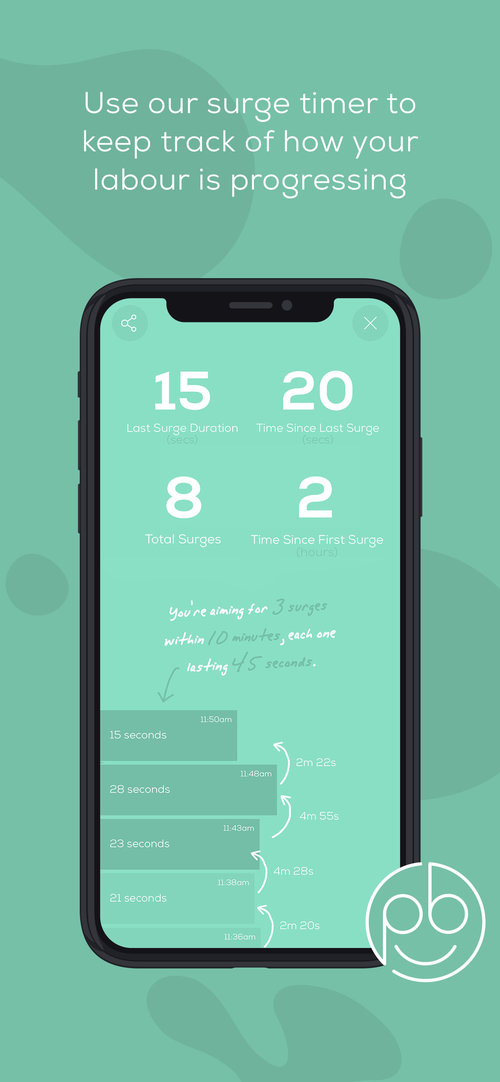 Use our surge timer to
keep track of how your
labour is progressing
15
Last Surge Duration
(secs)
20
Time Since Last Surge
(secs)
8
Total Surges
2
Time Since First Surge
(hours)
You're aiming for 3 surges
within 10 minutes, each one
lasting 45 seconds.
11:50am
15 seconds
2m 22s
11:48am
28 seconds
4m 55s
11:43am
23 seconds
4m 28s
11:38am
21 seconds
2m 20s
11:36am
pb